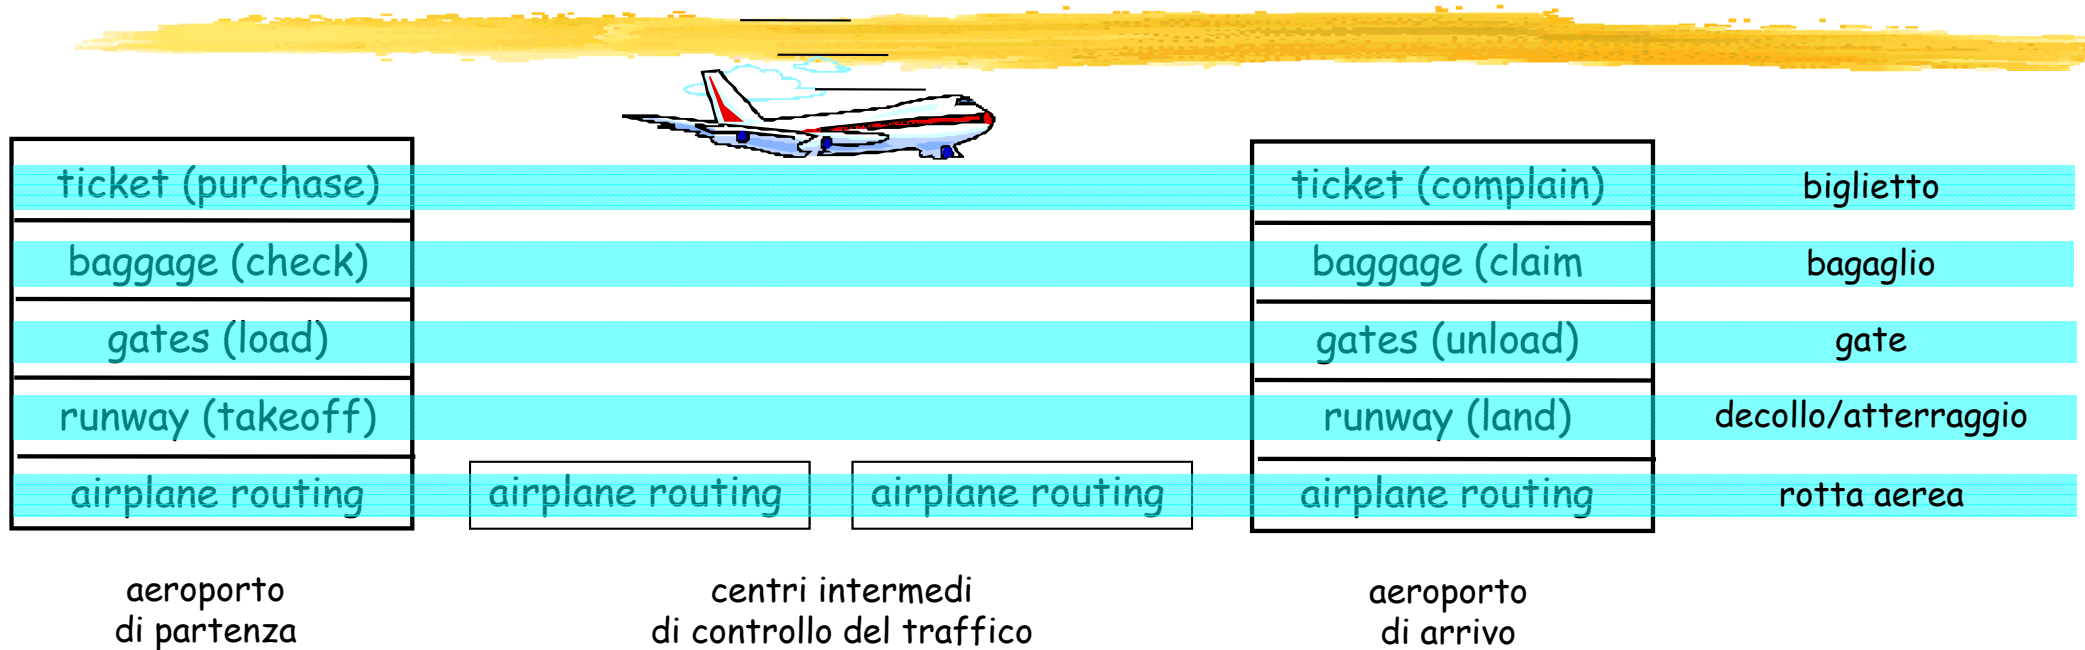 ticket (purchase)
ticket (complain)
biglietto
baggage (check)
baggage (claim
bagaglio
gates (load)
gates (unload)
gate
runway (takeoff)
runway (land)
decollo/atterraggio
airplane routing
airplane routing
airplane routing
airplane routing
rotta aerea
aeroporto
di partenza
centri intermedi
di controllo del traffico
aeroporto
di arrivo